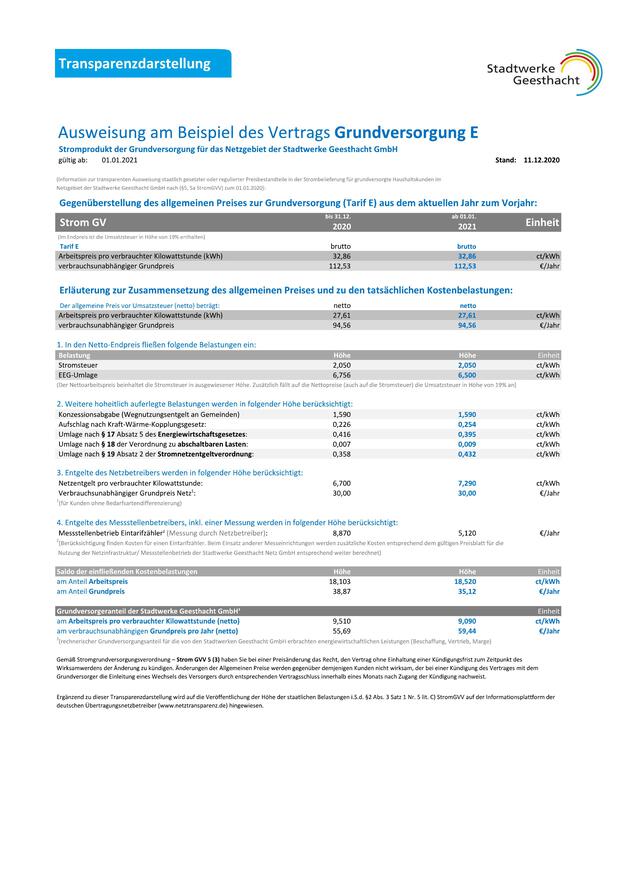 Transparenzdarstellung
Stadtwerke
Geesthacht
Ausweisung am Beispiel des Vertrags Grundversorgung E
Stromprodukt der Grundversorgung für das Netzgebiet der Stadtwerke Geesthacht GmbH
gültig ab: 01.01.2021 Stand: 11.12.2020
(Information zur transparenten Ausweisung staatlich gesetzter oder regulierter Preisbestandteile in der Strombelieferung für grundversorgte Haushaltskunden im
Netzgebiet der Stadtwerke Geesthacht GmbH nach (§5, 5a StromGVV) zum 01.01.2020).
Gegenüberstellung des allgemeinen Preises zur Grundversorgung (Tarif E) aus dem aktuellen Jahr zum Vorjahr:
bis 31.12. ab 01.01.
Strom GV 2020 2021 Einheit
(Im Endpreis ist die Umsatzsteuer in Höhe von 19% enthalten)
Tarif E brutto brutto
Arbeitspreis pro verbrauchter Kilowattstunde (kWh) 32,86 32,86 ct/kWh
verbrauchsunabhängiger Grundpreis 112,53 112,53 €/Jahr
Erläuterung zur Zusammensetzung des allgemeinen Preises und zu den tatsächlichen Kostenbelastungen:
Der allgemeine Preis vor Umsatzsteuer (netto) beträgt: netto netto
Arbeitspreis pro verbrauchter Kilowattstunde (kWh) 27,61 27,61 ct/kWh
verbrauchsunabhängiger Grundpreis 94,56 94,56 €/Jahr
1. In den Netto-Endpreis fließen folgende Belastungen ein:
Belastung Höhe Höhe Einheit
Stromsteuer 2,050 2,050 ct/kWh
EEG-Umlage 6,756 6,500 ct/kWh
(Der Nettoarbeitspreis beinhaltet die Stromsteuer in ausgewiesener Höhe. Zusätzlich fällt auf die Nettopreise (auch auf die Stromsteuer) die Umsatzsteuer in Höhe von 19% an)
2. Weitere hoheitlich auferlegte Belastungen werden in folgender Höhe berücksichtigt:
Konzessionsabgabe (Wegnutzungsentgelt an Gemeinden) 1,590 1,590 ct/kWh
Aufschlag nach Kraft-Wärme-Kopplungsgesetz: 0,226 0,254 ct/kWh
Umlage nach § 17 Absatz 5 des Energiewirtschaftsgesetzes: 0,416 0,395 ct/kWh
Umlage nach § 18 der Verordnung zu abschaltbaren Lasten: 0,007 0,009 ct/kWh
Umlage nach § 19 Absatz 2 der Stromnetzentgeltverordnung: 0,358 0,432 ct/kWh
3. Entgelte des Netzbetreibers werden in folgender Höhe berücksichtigt:
Netzentgelt pro verbrauchter Kilowattstunde: 6,700 7,290 ct/kWh
Verbrauchsunabhängiger Grundpreis Netz¹: 30,00 30,00 €/Jahr
¹(für Kunden ohne Bedarfsartendifferenzierung)
4. Entgelte des Messstellenbetreibers, inkl. einer Messung werden in folgender Höhe berücksichtigt:
Messstellenbetrieb Eintarifzähler² (Messung durch Netzbetreiber): 8,870 5,120 €/Jahr
²(Berücksichtigung finden Kosten für einen Eintarifzähler. Beim Einsatz anderer Messeinrichtungen werden zusätzliche Kosten entsprechend dem gültigen Preisblatt für die
Nutzung der Netzinfrastruktur/ Messstellenbetrieb der Stadtwerke Geesthacht Netz GmbH entsprechend weiter berechnet)
Saldo der einfließenden Kostenbelastungen Höhe Höhe Einheit
am Anteil Arbeitspreis 18,103 18,520 ct/kWh
am Anteil Grundpreis 38,87 35,12 €/Jahr
Grundversorgeranteil der Stadtwerke Geesthacht GmbH³ Einheit
am Arbeitspreis pro verbrauchter Kilowattstunde (netto) 9,510 9,090 ct/kWh
am verbrauchsunabhängigen Grundpreis pro Jahr (netto) 55,69 59,44 €/Jahr
³(rechnerischer Grundversorgungsanteil für die von den Stadtwerken Geesthacht GmbH erbrachten energiewirtschaftlichen Leistungen (Beschaffung, Vertrieb, Marge)
Gemäß Stromgrundversorgungsverordnung – Strom GVV 5 (3) haben Sie bei einer Preisänderung das Recht, den Vertrag ohne Einhaltung einer Kündigungsfrist zum Zeitpunkt des
Wirksamwerdens der Änderung zu kündigen. Änderungen der Allgemeinen Preise werden gegenüber demjenigen Kunden nicht wirksam, der bei einer Kündigung des Vertrages mit dem
Grundversorger die Einleitung eines Wechsels des Versorgers durch entsprechenden Vertragsschluss innerhalb eines Monats nach Zugang der Kündigung nachweist.
Ergänzend zu dieser Transparenzdarstellung wird auf die Veröffentlichung der Höhe der staatlichen Belastungen i.S.d. §2 Abs. 3 Satz 1 Nr. 5 lit. C) StromGVV auf der Informationsplattform der
deutschen Übertragungsnetzbetreiber (www.netztransparenz.de) hingewiesen.